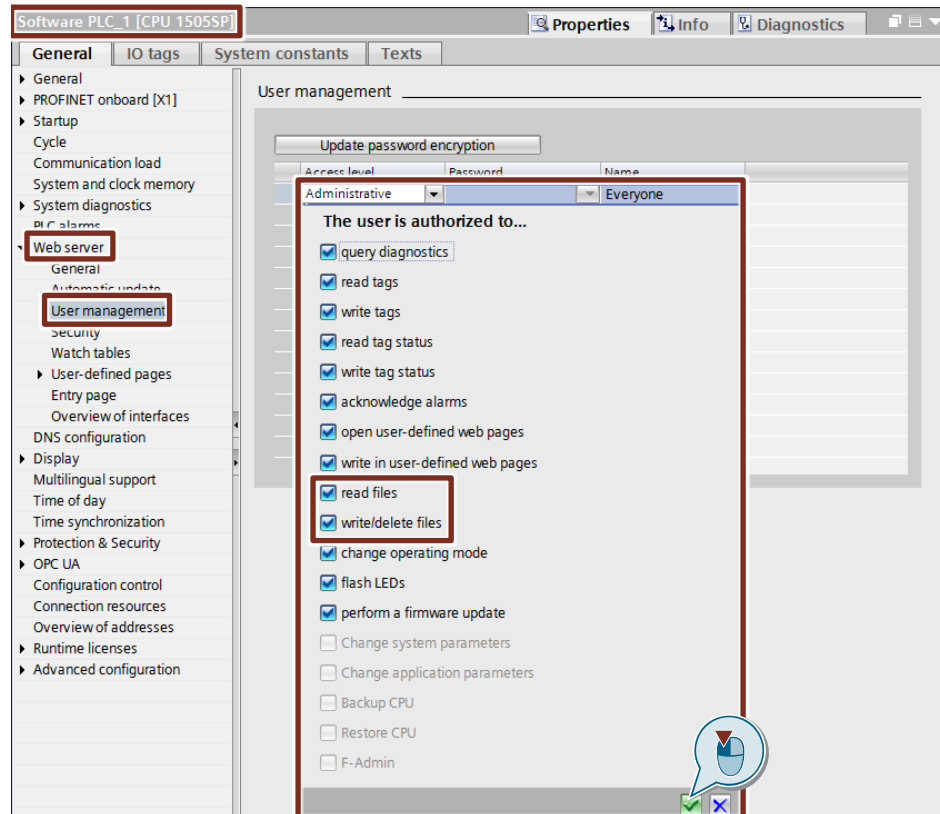 Software PLC_1 [CPU 1505SP]
Properties
Info
Diagnostics
General
IO tags
System constants
Texts
General
PROFINET onboard [X1]
Startup
Cycle
Communication load
System and clock memory
System diagnostics
PLC alarms
Web server
General
Automatic update
User management
Security
Watch tables
User-defined pages
Entry page
Overview of interfaces
DNS configuration
Display
Multilingual support
Time of day
Time synchronization
Protection & Security
OPC UA
Configuration control
Connection resources
Overview of addresses
Runtime licenses
Advanced configuration
User management
Update password encryption
Access level Password Name
Administrative Everyone
The user is authorized to...
query diagnostics
read tags
write tags
read tag status
write tag status
acknowledge alarms
open user-defined web pages
write in user-defined web pages
read files
write/delete files
change operating mode
flash LEDs
perform a firmware update
Change system parameters
Change application parameters
Backup CPU
Restore CPU
F-Admin